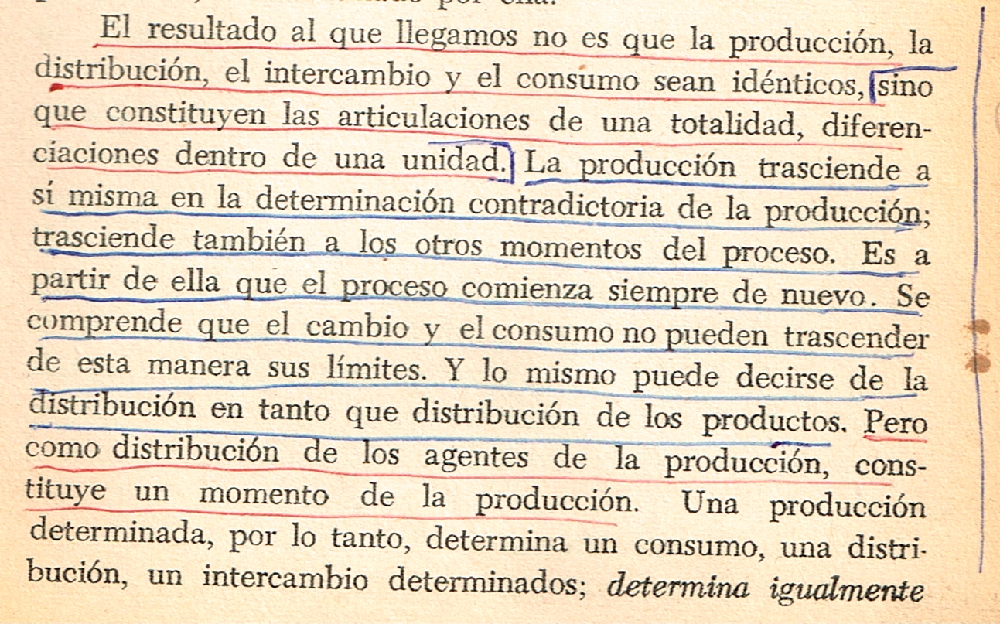 El resultado al que llegamos no es que la producción, la
distribución, el intercambio y el consumo sean idénticos, sino
que constituyen las articulaciones de una totalidad, diferen-
ciaciones dentro de una unidad. La producción trasciende a
sí misma en la determinación contradictoria de la producción;
trasciende también a los otros momentos del proceso. Es a
partir de ella que el proceso comienza siempre de nuevo. Se
comprende que el cambio y el consumo no pueden trascender
de esta manera sus límites. Y lo mismo puede decirse de la
distribución en tanto que distribución de los productos. Pero
como distribución de los agentes de la producción, cons-
tituye un momento de la producción. Una producción
determinada, por lo tanto, determina un consumo, una distri-
bución, un intercambio determinados; determina igualmente